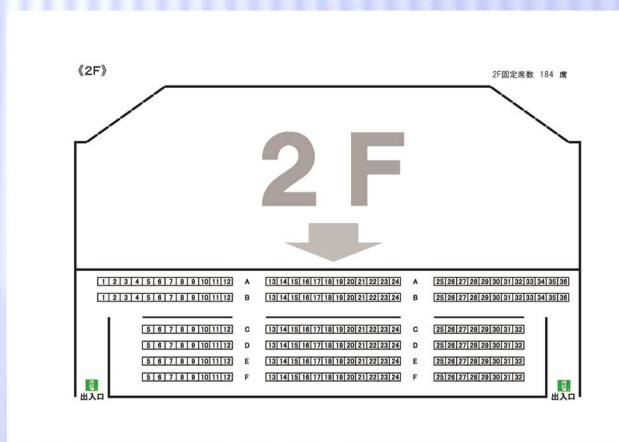 《2F》
2F固定席数 184 席
2F
1 2 3 4 5 6 7 8 9 10 11 12 A 13 14 15 16 17 18 19 20 21 22 23 24 A 25 26 27 28 29 30 31 32 33 34 35 36
1 2 3 4 5 6 7 8 9 10 11 12 B 13 14 15 16 17 18 19 20 21 22 23 24 B 25 26 27 28 29 30 31 32 33 34 35 36
5 6 7 8 9 10 11 12 C 13 14 15 16 17 18 19 20 21 22 23 24 C 25 26 27 28 29 30 31 32
5 6 7 8 9 10 11 12 D 13 14 15 16 17 18 19 20 21 22 23 24 D 25 26 27 28 29 30 31 32
5 6 7 8 9 10 11 12 E 13 14 15 16 17 18 19 20 21 22 23 24 E 25 26 27 28 29 30 31 32
5 6 7 8 9 10 11 12 F 13 14 15 16 17 18 19 20 21 22 23 24 F 25 26 27 28 29 30 31 32
出入口
出入口